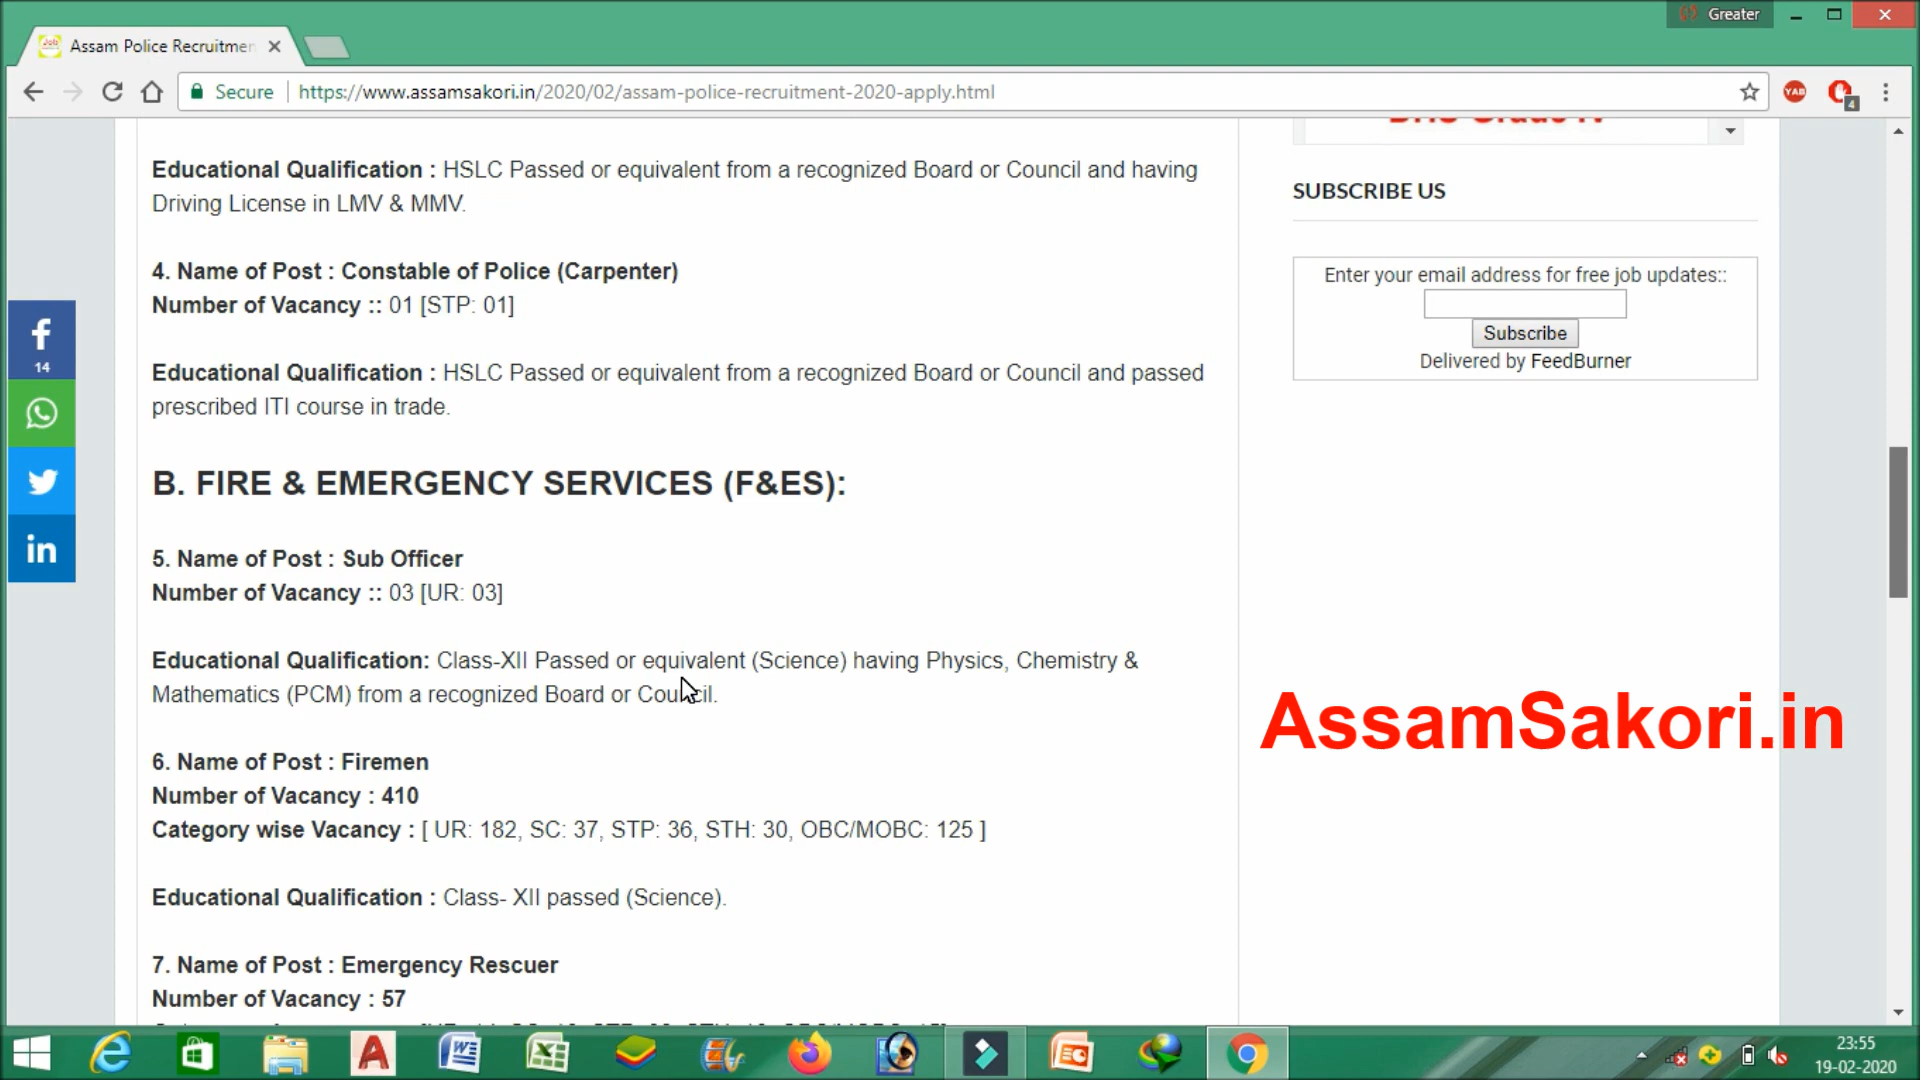 Greater
Assam Police Recruitmen
Secure
https://www.assamsakori.in/2020/02/assam-police-recruitment-2020-apply.html
YAB
4
Educational Qualification : HSLC Passed or equivalent from a recognized Board or Council and having
Driving License in LMV & MMV.
4. Name of Post : Constable of Police (Carpenter)
Number of Vacancy :: 01 [STP: 01]
Educational Qualification : HSLC Passed or equivalent from a recognized Board or Council and passed
prescribed ITI course in trade.
B. FIRE & EMERGENCY SERVICES (F&ES):
5. Name of Post : Sub Officer
Number of Vacancy :: 03 [UR: 03]
Educational Qualification: Class-XII Passed or equivalent (Science) having Physics, Chemistry &
Mathematics (PCM) from a recognized Board or Council.
6. Name of Post : Firemen
Number of Vacancy : 410
Category wise Vacancy : [ UR: 182, SC: 37, STP: 36, STH: 30, OBC/MOBC: 125 ]
Educational Qualification : Class- XII passed (Science).
7. Name of Post : Emergency Rescuer
Number of Vacancy : 57
14
SUBSCRIBE US
Enter your email address for free job updates::
Subscribe
Delivered by FeedBurner
AssamSakori.in
23:55
19-02-2020